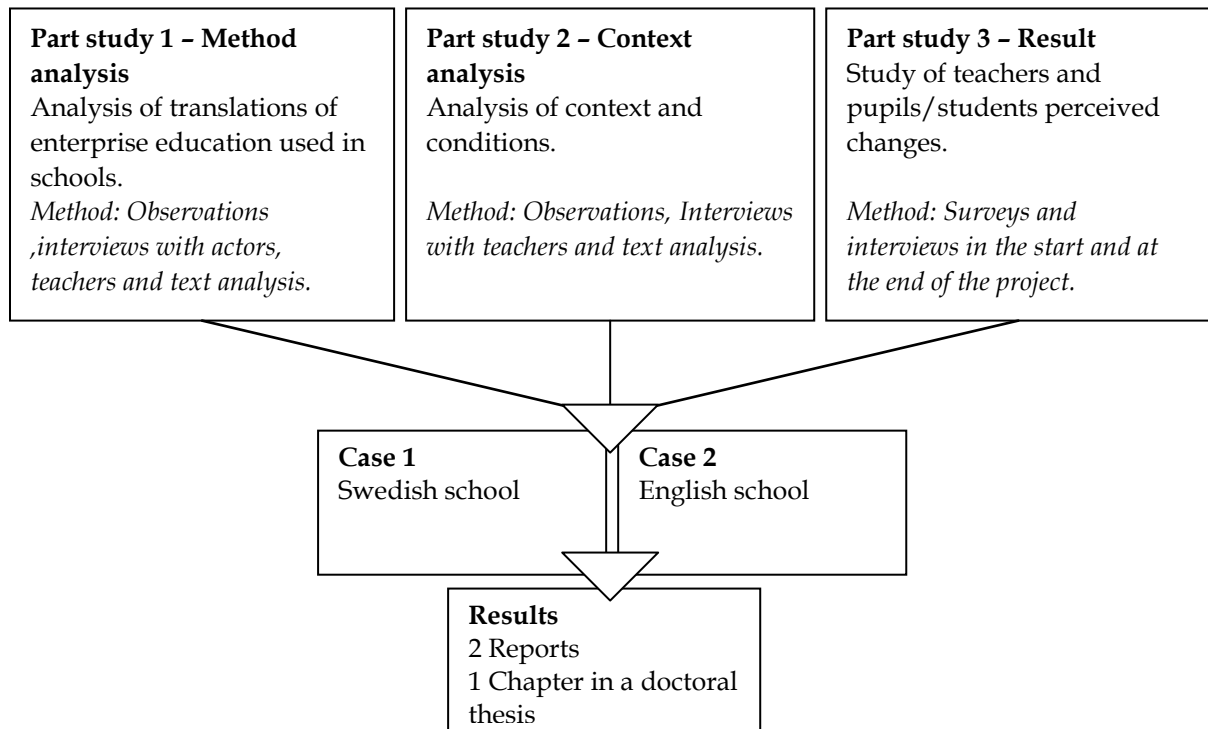 Part study 1 – Method
analysis
Analysis of translations of
enterprise education used in
schools.
Method: Observations
,interviews with actors,
teachers and text analysis.
Part study 2 – Context
analysis
Analysis of context and
conditions.
Method: Observations, Interviews
with teachers and text analysis.
Part study 3 – Result
Study of teachers and
pupils/students perceived
changes.
Method: Surveys and
interviews in the start and at
the end of the project.
Case 1
Swedish school
Case 2
English school
Results
2 Reports
1 Chapter in a doctoral
thesis